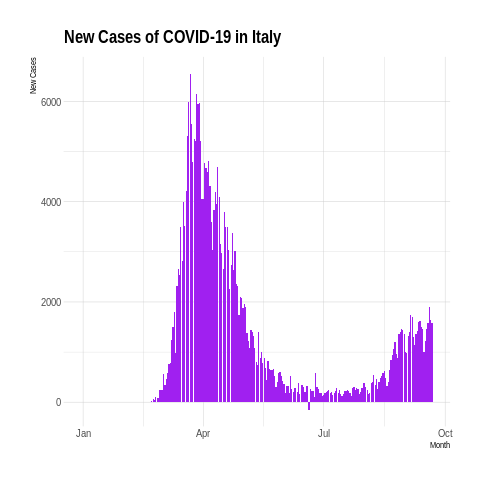 New Cases of COVID-19 in Italy
New Cases
6000
4000
2000
0
Jan Apr Jul Oct
Month